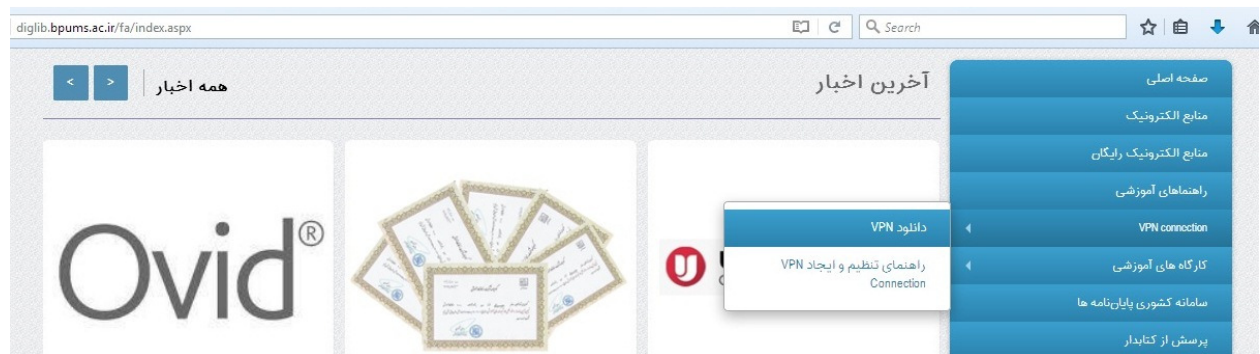 diglib.bpums.ac.ir/fa/index.aspx
Search
آخرین اخبار
همه اخبار
< >
صفحه اصلی
منابع الکترونیک
منابع الکترونیک رایگان
راهنماهای آموزشی
VPN connection
کارگاه های آموزشی
سامانه کشوری پایان‌نامه ها
پرسش از کتابدار
دانلود VPN
راهنمای تنظیم و ایجاد VPN
Connection
Ovid®